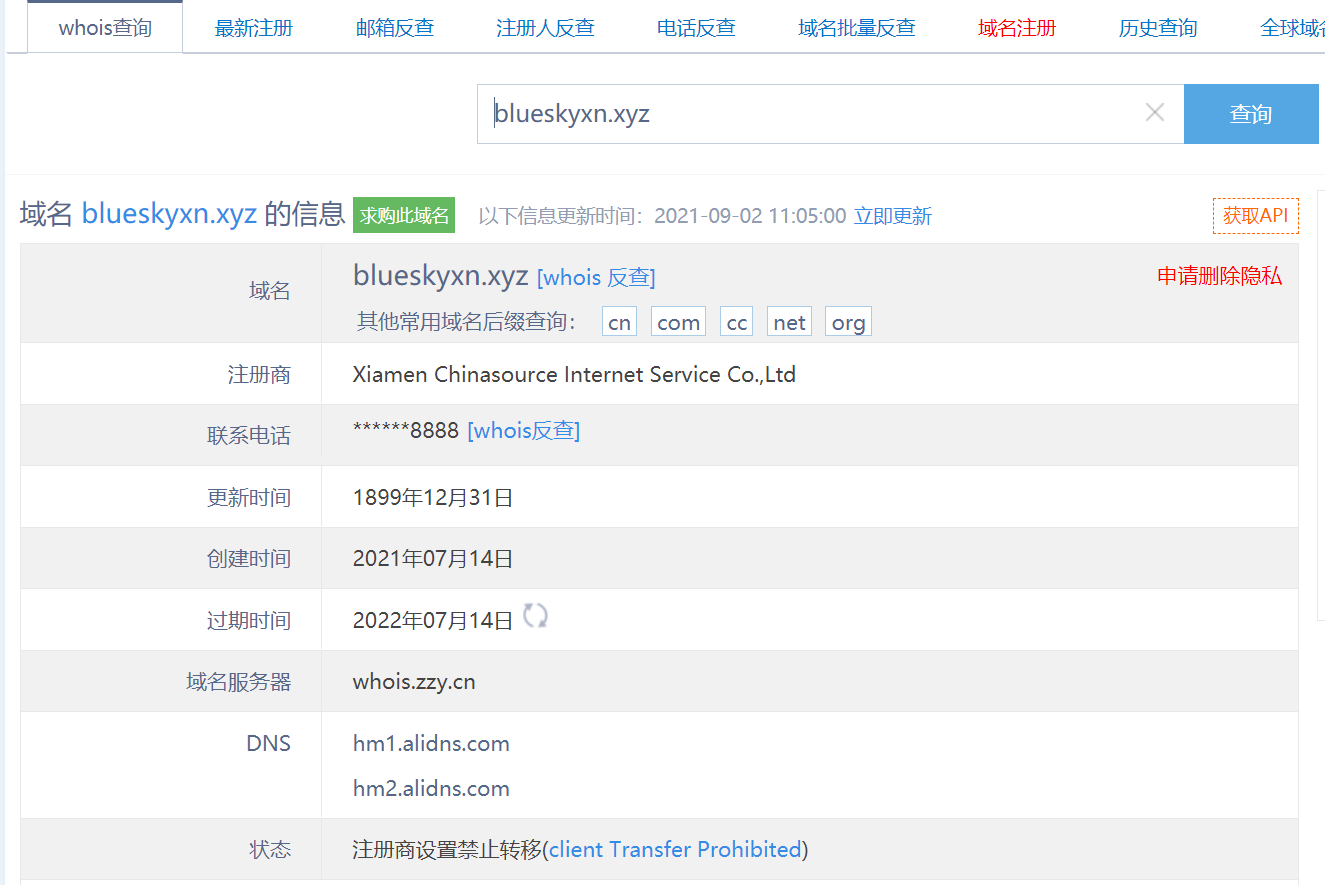 whois查询 最新注册 邮箱反查 注册人反查 电话反查 域名批量反查 域名注册 历史查询 全球域名
blueskyxn.xyz 查询
域名 blueskyxn.xyz 的信息 求购此域名 以下信息更新时间：2021-09-02 11:05:00 立即更新 获取API
域名 blueskyxn.xyz [whois 反查] 申请删除隐私
其他常用域名后缀查询： cn com cc net org
注册商 Xiamen Chinasource Internet Service Co.,Ltd
联系电话 ******8888 [whois反查]
更新时间 1899年12月31日
创建时间 2021年07月14日
过期时间 2022年07月14日
域名服务器 whois.zzy.cn
DNS hm1.alidns.com
hm2.alidns.com
状态 注册商设置禁止转移(client Transfer Prohibited)